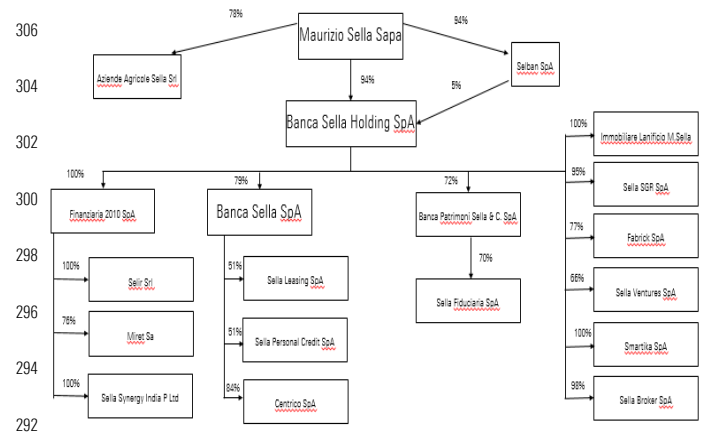 306
78%
Maurizio Sella Sapa
94%
Aziende Agricole Sella Srl
Selban SpA
304
94%
5%
Banca Sella Holding SpA
302
100%
Immobiliare Lanificio M.Sella
100%
79%
72%
95%
Sella SGR SpA
300
Finanziaria 2010 SpA
Banca Sella SpA
Banca Patrimoni Sella & C. SpA
77%
Fabrick SpA
298
100%
Selir Srl
51%
Sella Leasing SpA
70%
66%
Sella Ventures SpA
Sella Fiduciaria SpA
296
76%
Miret Sa
51%
Sella Personal Credit SpA
100%
Smartika SpA
294
100%
Sella Synergy India P Ltd
84%
Centrico SpA
98%
Sella Broker SpA
292